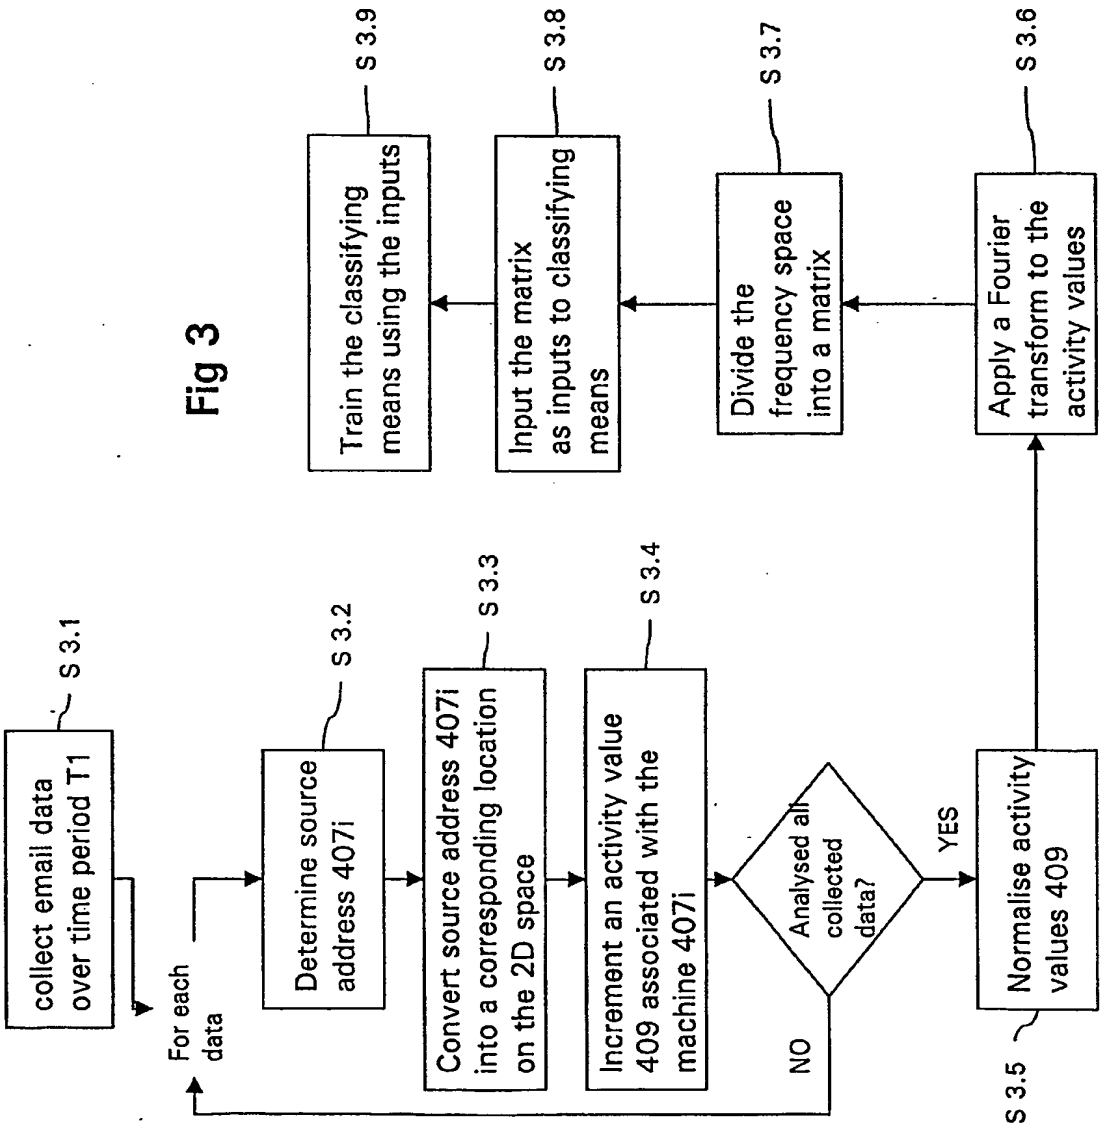 Fig 3
collect email data
over time period T1
S 3.1
For each
data
Determine source
address 407i
S 3.2
Convert source address 407i
into a corresponding location
on the 2D space
S 3.3
Increment an activity value
409 associated with the
machine 407i
S 3.4
Analysed all
collected
data?
NO
YES
Normalise activity
values 409
S 3.5
Apply a Fourier
transform to the
activity values
S 3.6
Divide the
frequency space
into a matrix
S 3.7
Input the matrix
as inputs to classifying
means
S 3.8
Train the classifying
means using the inputs
S 3.9